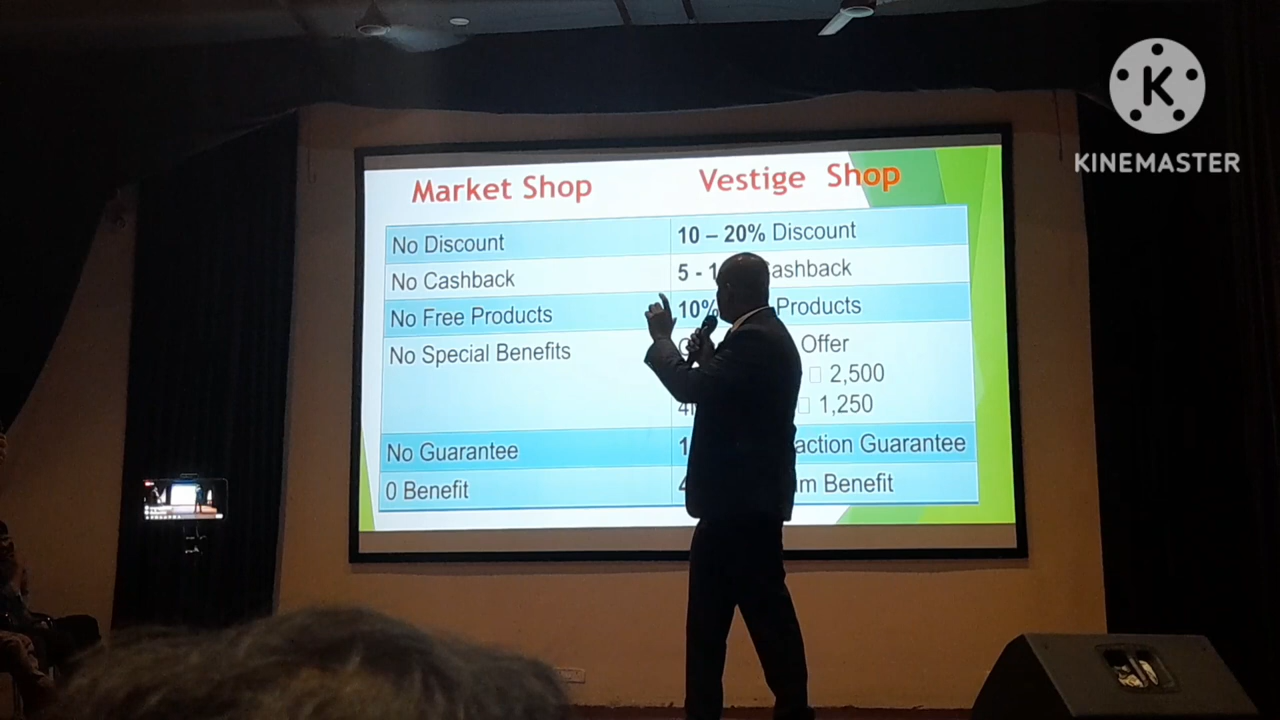 KINEMASTER
Market Shop
Vestige Shop
No Discount
10 – 20% Discount
No Cashback
5 -
ashback
No Free Products
10%
Products
No Special Benefits
Offer
2,500
1,250
No Guarantee
action Guarantee
0 Benefit
Benefit